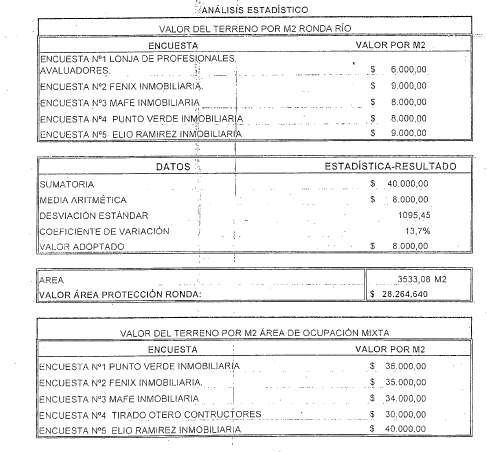 ANÁLISIS ESTADÍSTICO
VALOR DEL TERRENO POR M2 RONDA RÍO
ENCUESTA VALOR POR M2
ENCUESTA Nº1 LONJA DE PROFESIONALES,
AVALUADORES. $ 6.000,00
ENCUESTA Nº2 FENIX INMOBILIARIA. $ 9.000,00
ENCUESTA Nº3 MAFE INMOBILIARIA $ 8.000,00
ENCUESTA Nº4 PUNTO VERDE INMOBILIARIA $ 8.000,00
ENCUESTA Nº5 ELIO RAMIREZ INMOBILIARIA $ 9.000,00
DATOS ESTADÍSTICA-RESULTADO
SUMATORIA $ 40.000,00
MEDIA ARITMÉTICA $ 8.000,00
DESVIACIÓN ESTÁNDAR 1095,45
COEFICIENTE DE VARIACIÓN 13,7%
VALOR ADOPTADO $ 8.000,00
AREA 3533,08 M2
VALOR ÁREA PROTECCIÓN RONDA: $ 28.264,640
VALOR DEL TERRENO POR M2 ÁREA DE OCUPACIÓN MIXTA
ENCUESTA VALOR POR M2
ENCUESTA Nº1 PUNTO VERDE INMOBILIARIA $ 36.000,00
ENCUESTA Nº2 FENIX INMOBILIARIA. $ 35.000,00
ENCUESTA Nº3 MAFE INMOBILIARIA $ 34.000,00
ENCUESTA Nº4 TIRADO OTERO CONTRUCTORES $ 30.000,00
ENCUESTA Nº5 ELIO RAMIREZ INMOBILIARIA $ 40.000,00